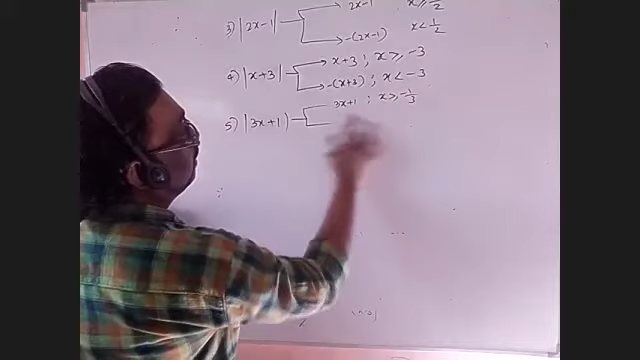 3) |2x-1| 2x-1 x≥1/2
-(2x-1) x<1/2
4) |x+3| x+3 ; x≥-3
-(x+3) ; x<-3
5) |3x+1| 3x+1 ; x≥-1/3